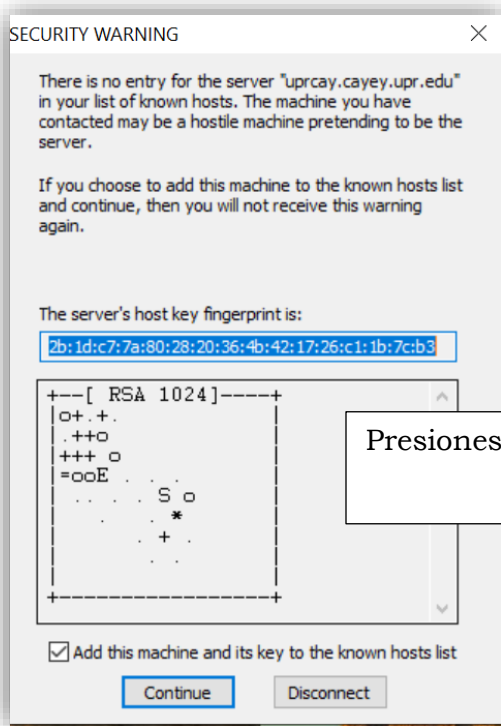 SECURITY WARNING
There is no entry for the server "uprcay.cayey.upr.edu"
in your list of known hosts. The machine you have
contacted may be a hostile machine pretending to be the
server.
If you choose to add this machine to the known hosts list
and continue, then you will not receive this warning
again.
The server's host key fingerprint is:
2b:1d:c7:7a:80:28:20:36:4b:42:17:26:c1:1b:7c:b3
+--[ RSA 1024]----+
|o+.+.            |
|.++o             |
|+++ o            |
|=ooE . . .       |
| .. . . S o      |
|   .   . *       |
|      . + .      |
|       . .       |
|                 |
+-----------------+
Presiones
Add this machine and its key to the known hosts list
Continue
Disconnect